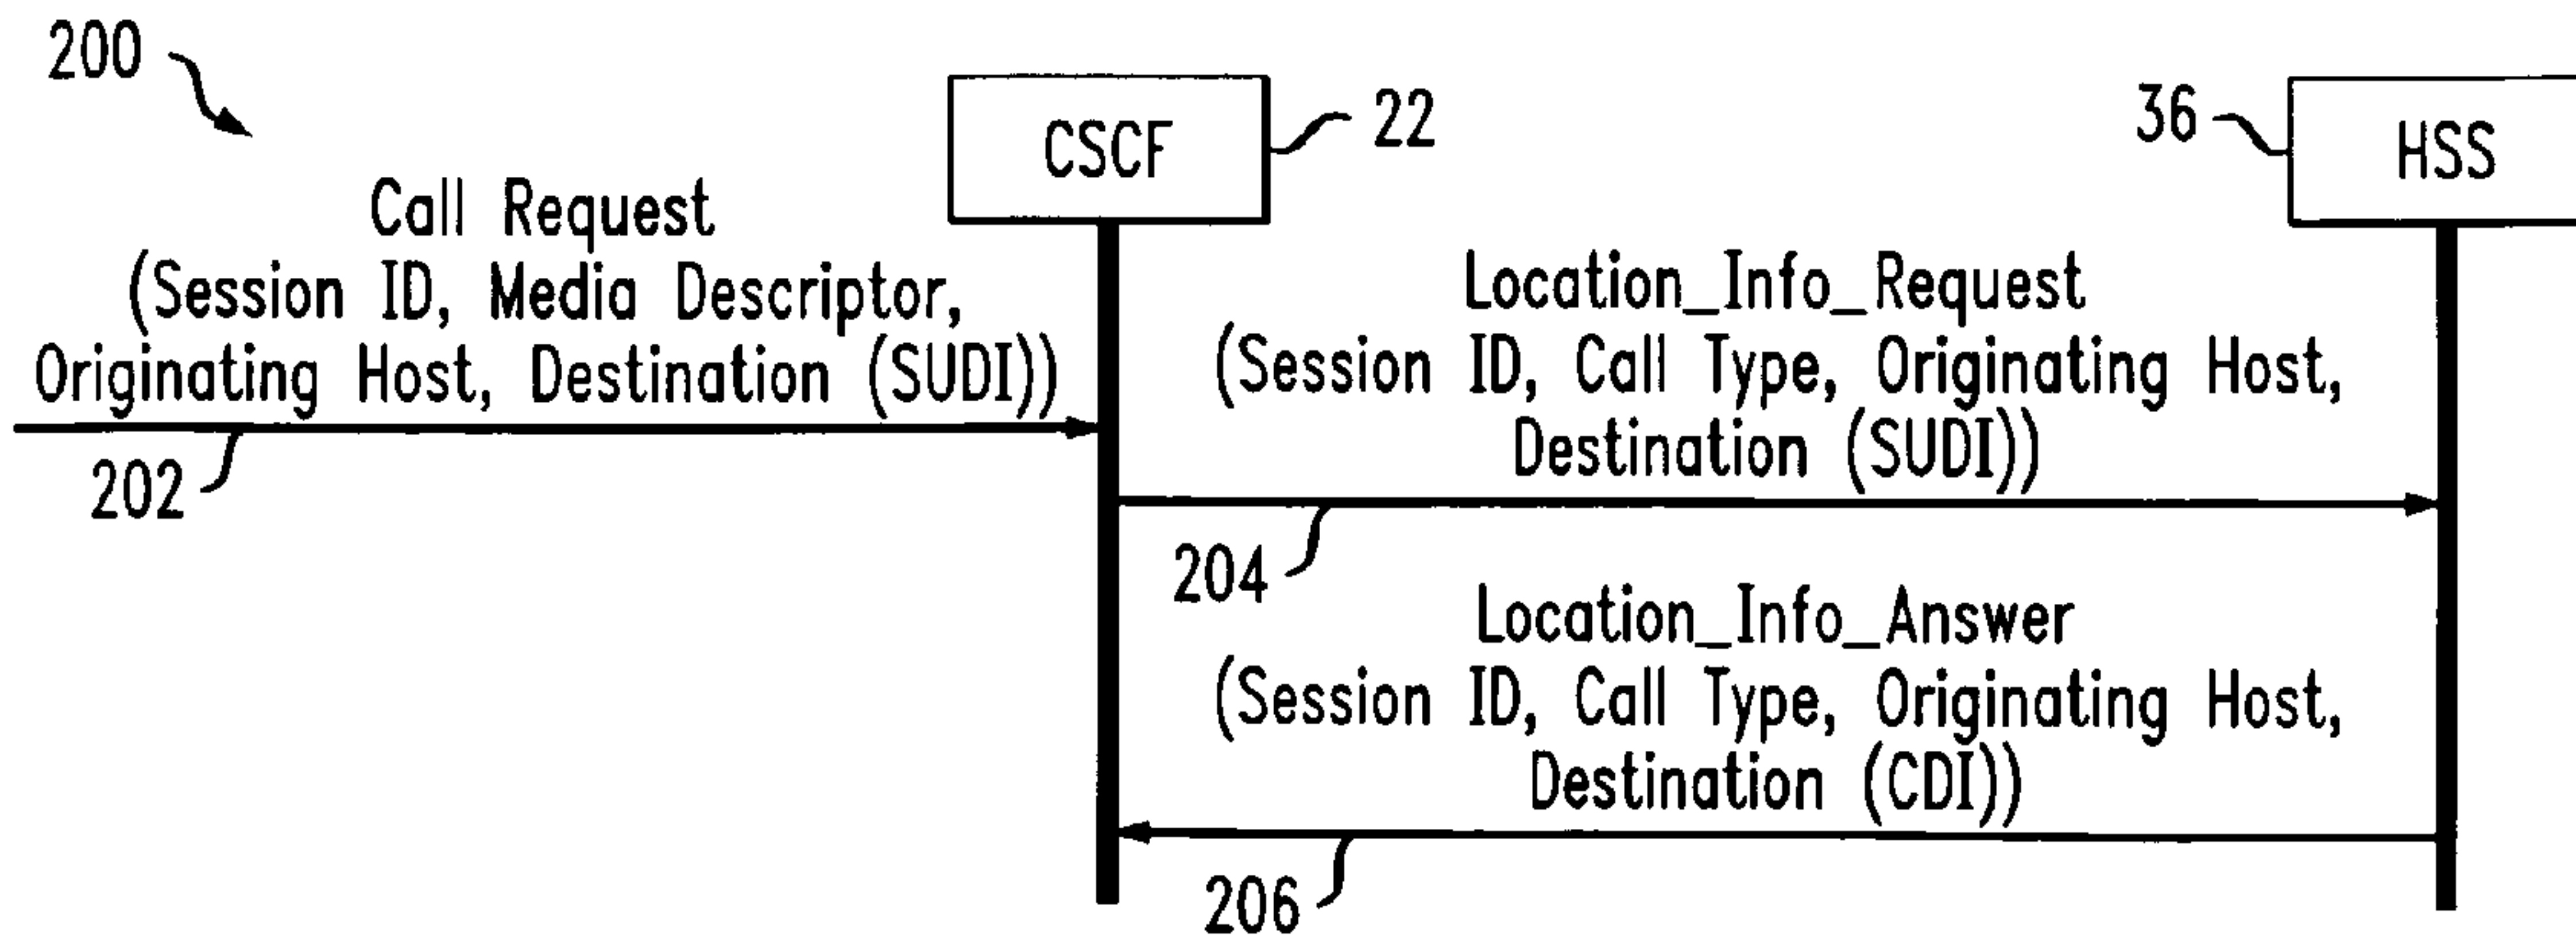 200
CSCF
22
36
HSS
Call Request
(Session ID, Media Descriptor,
Originating Host, Destination (SUDI))
202
Location_Info_Request
(Session ID, Call Type, Originating Host,
Destination (SUDI))
204
Location_Info_Answer
(Session ID, Call Type, Originating Host,
Destination (CDI))
206